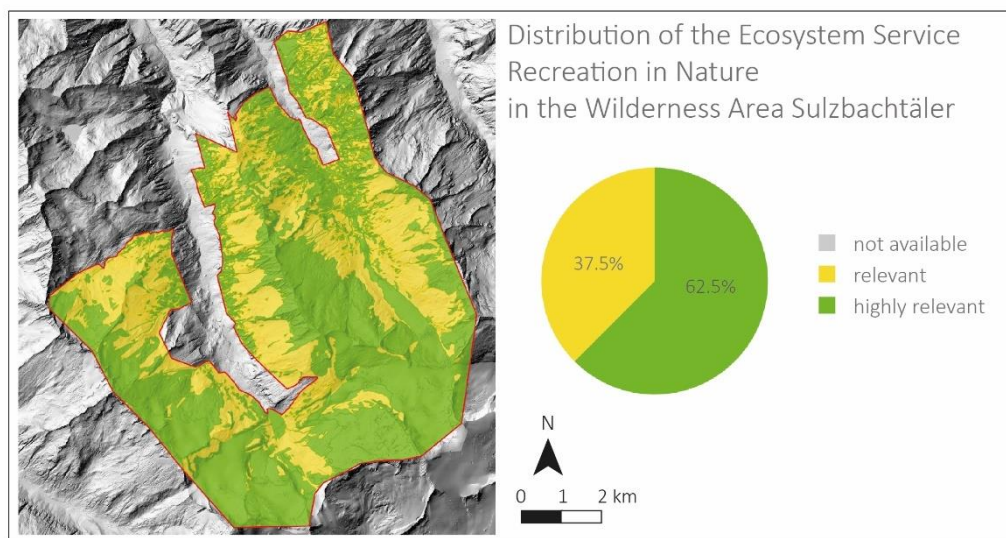 Distribution of the Ecosystem Service
Recreation in Nature
in the Wilderness Area Sulzbachtäler
37.5%
62.5%
not available
relevant
highly relevant
N
0 1 2 km